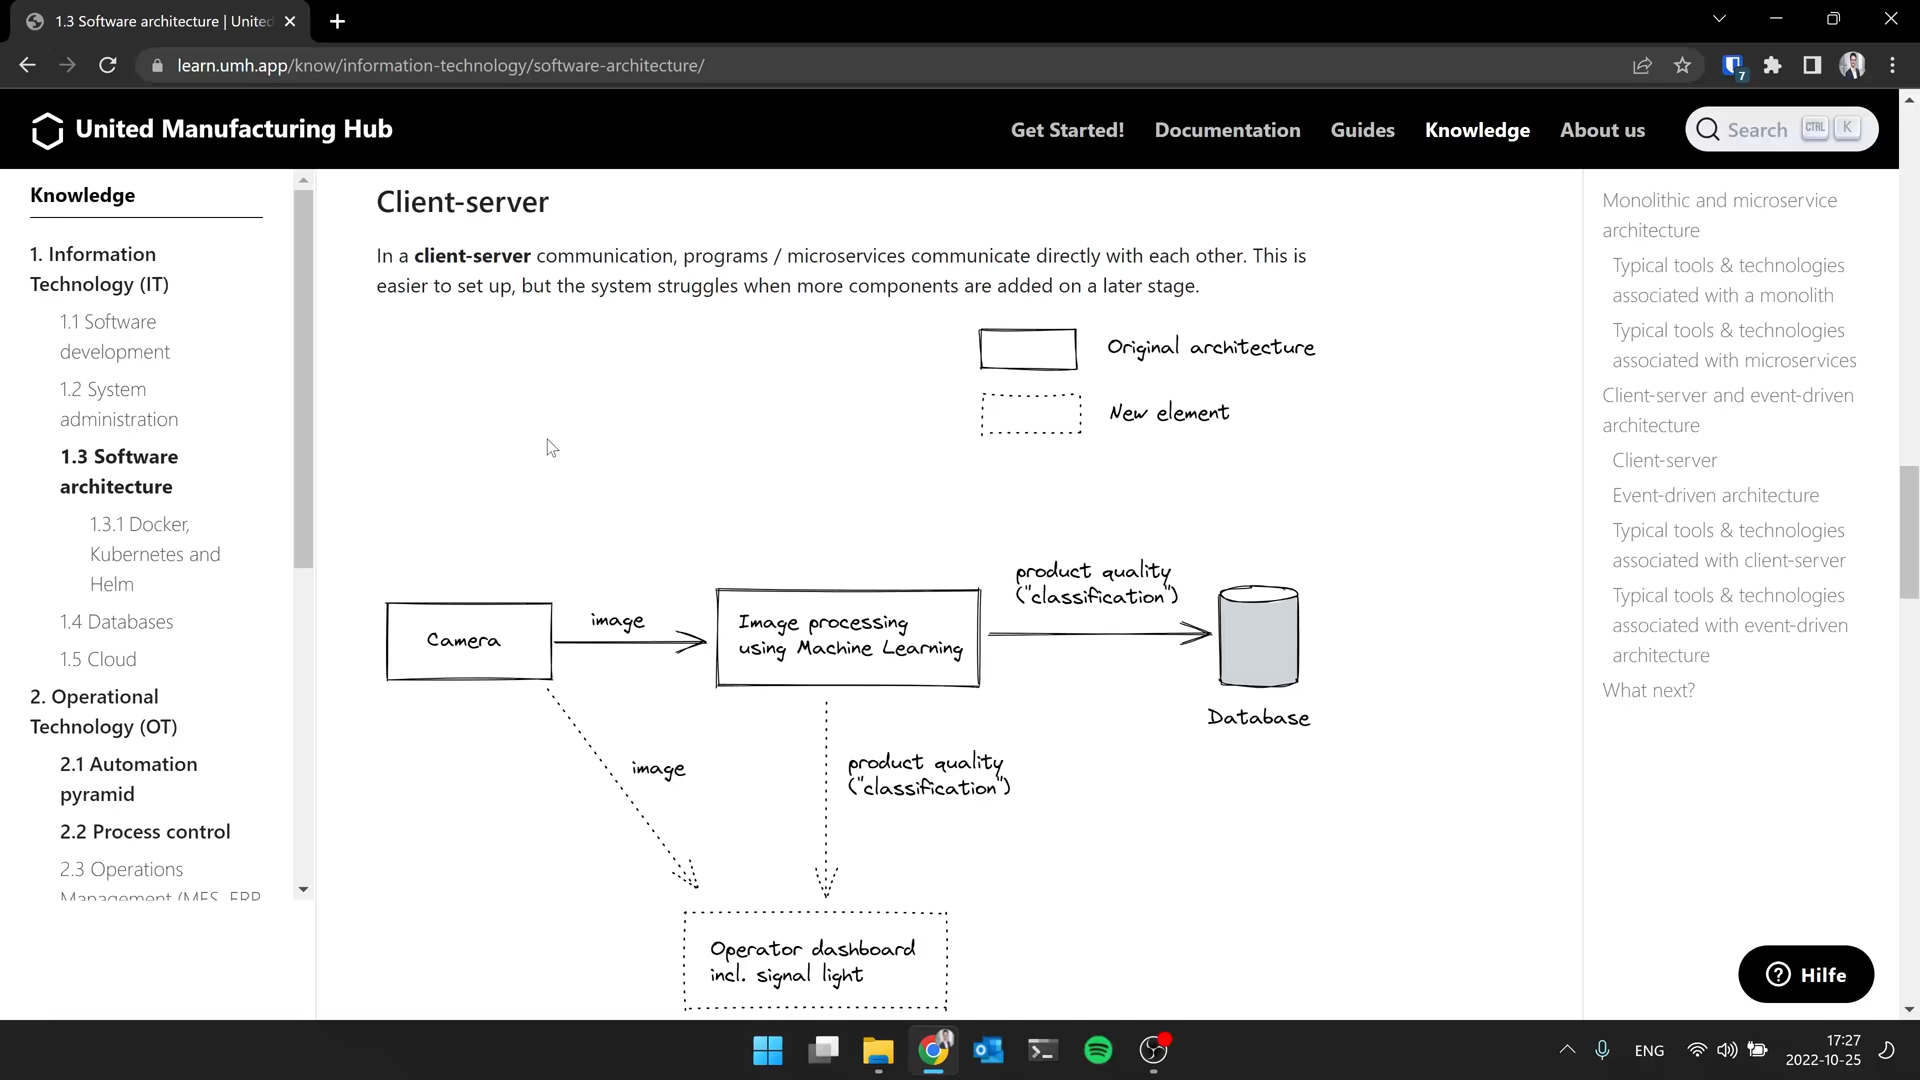 1.3 Software architecture | United
learn.umh.app/know/information-technology/software-architecture/
7
United Manufacturing Hub
Get Started!
Documentation
Guides
Knowledge
About us
Search
CTRL
K
Knowledge
1. Information
Technology (IT)
1.1 Software
development
1.2 System
administration
1.3 Software
architecture
1.3.1 Docker,
Kubernetes and
Helm
1.4 Databases
1.5 Cloud
2. Operational
Technology (OT)
2.1 Automation
pyramid
2.2 Process control
2.3 Operations
Management (MES, ERP
Client-server
In a client-server communication, programs / microservices communicate directly with each other. This is
easier to set up, but the system struggles when more components are added on a later stage.
Original architecture
New element
Camera
image
Image processing
using Machine Learning
product quality
("classification")
Database
image
product quality
("classification")
Operator dashboard
incl. signal light
Monolithic and microservice
architecture
Typical tools & technologies
associated with a monolith
Typical tools & technologies
associated with microservices
Client-server and event-driven
architecture
Client-server
Event-driven architecture
Typical tools & technologies
associated with client-server
Typical tools & technologies
associated with event-driven
architecture
What next?
Hilfe
ENG
17:27
2022-10-25